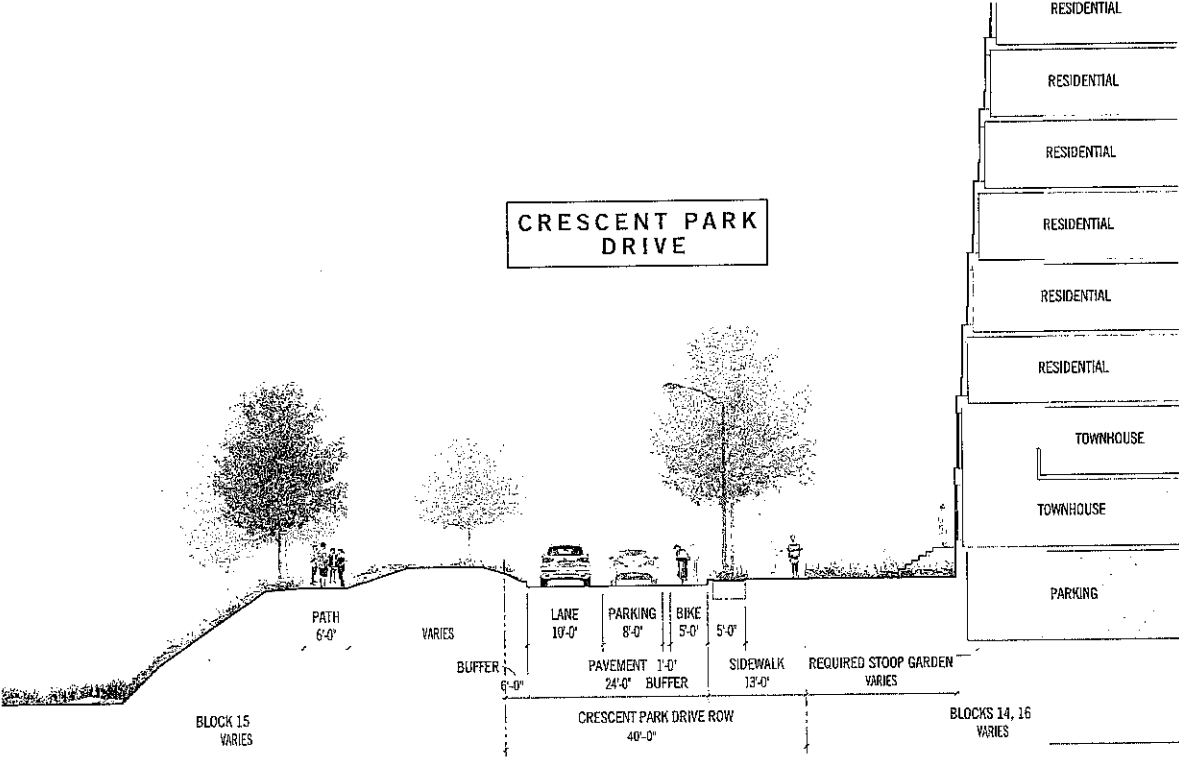 RESIDENTIAL
RESIDENTIAL
RESIDENTIAL
CRESCENT PARK
DRIVE
RESIDENTIAL
RESIDENTIAL
RESIDENTIAL
TOWNHOUSE
TOWNHOUSE
PARKING
PATH
6'-0"
VARIES
LANE
10'-0"
PARKING
8'-0"
BIKE
5'-0"
5'-0"
BUFFER
6'-0"
PAVEMENT
24'-0"
1'-0"
BUFFER
SIDEWALK
13'-0"
REQUIRED STOOP GARDEN
VARIES
BLOCK 15
VARIES
CRESCENT PARK DRIVE ROW
40'-0"
BLOCKS 14, 16
VARIES